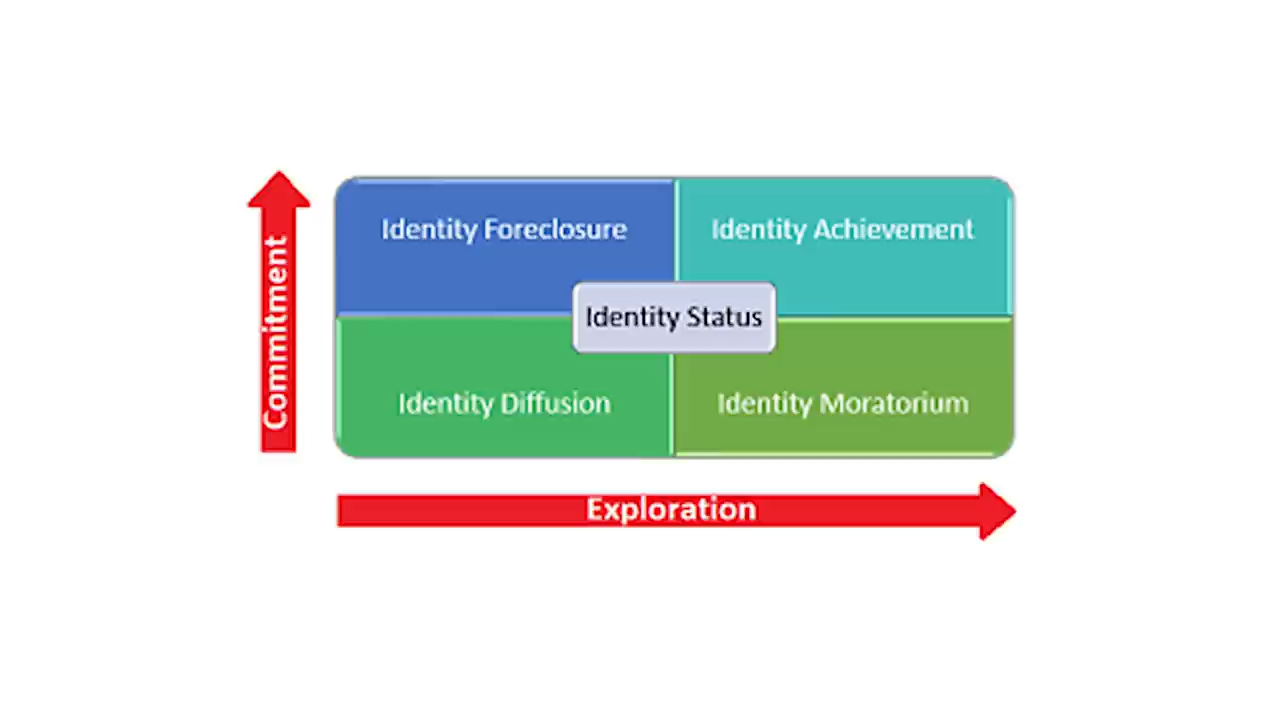 Identity Foreclosure
Identity Achievement
Commitment
Identity Status
Identity Diffusion
Identity Moratorium
Exploration